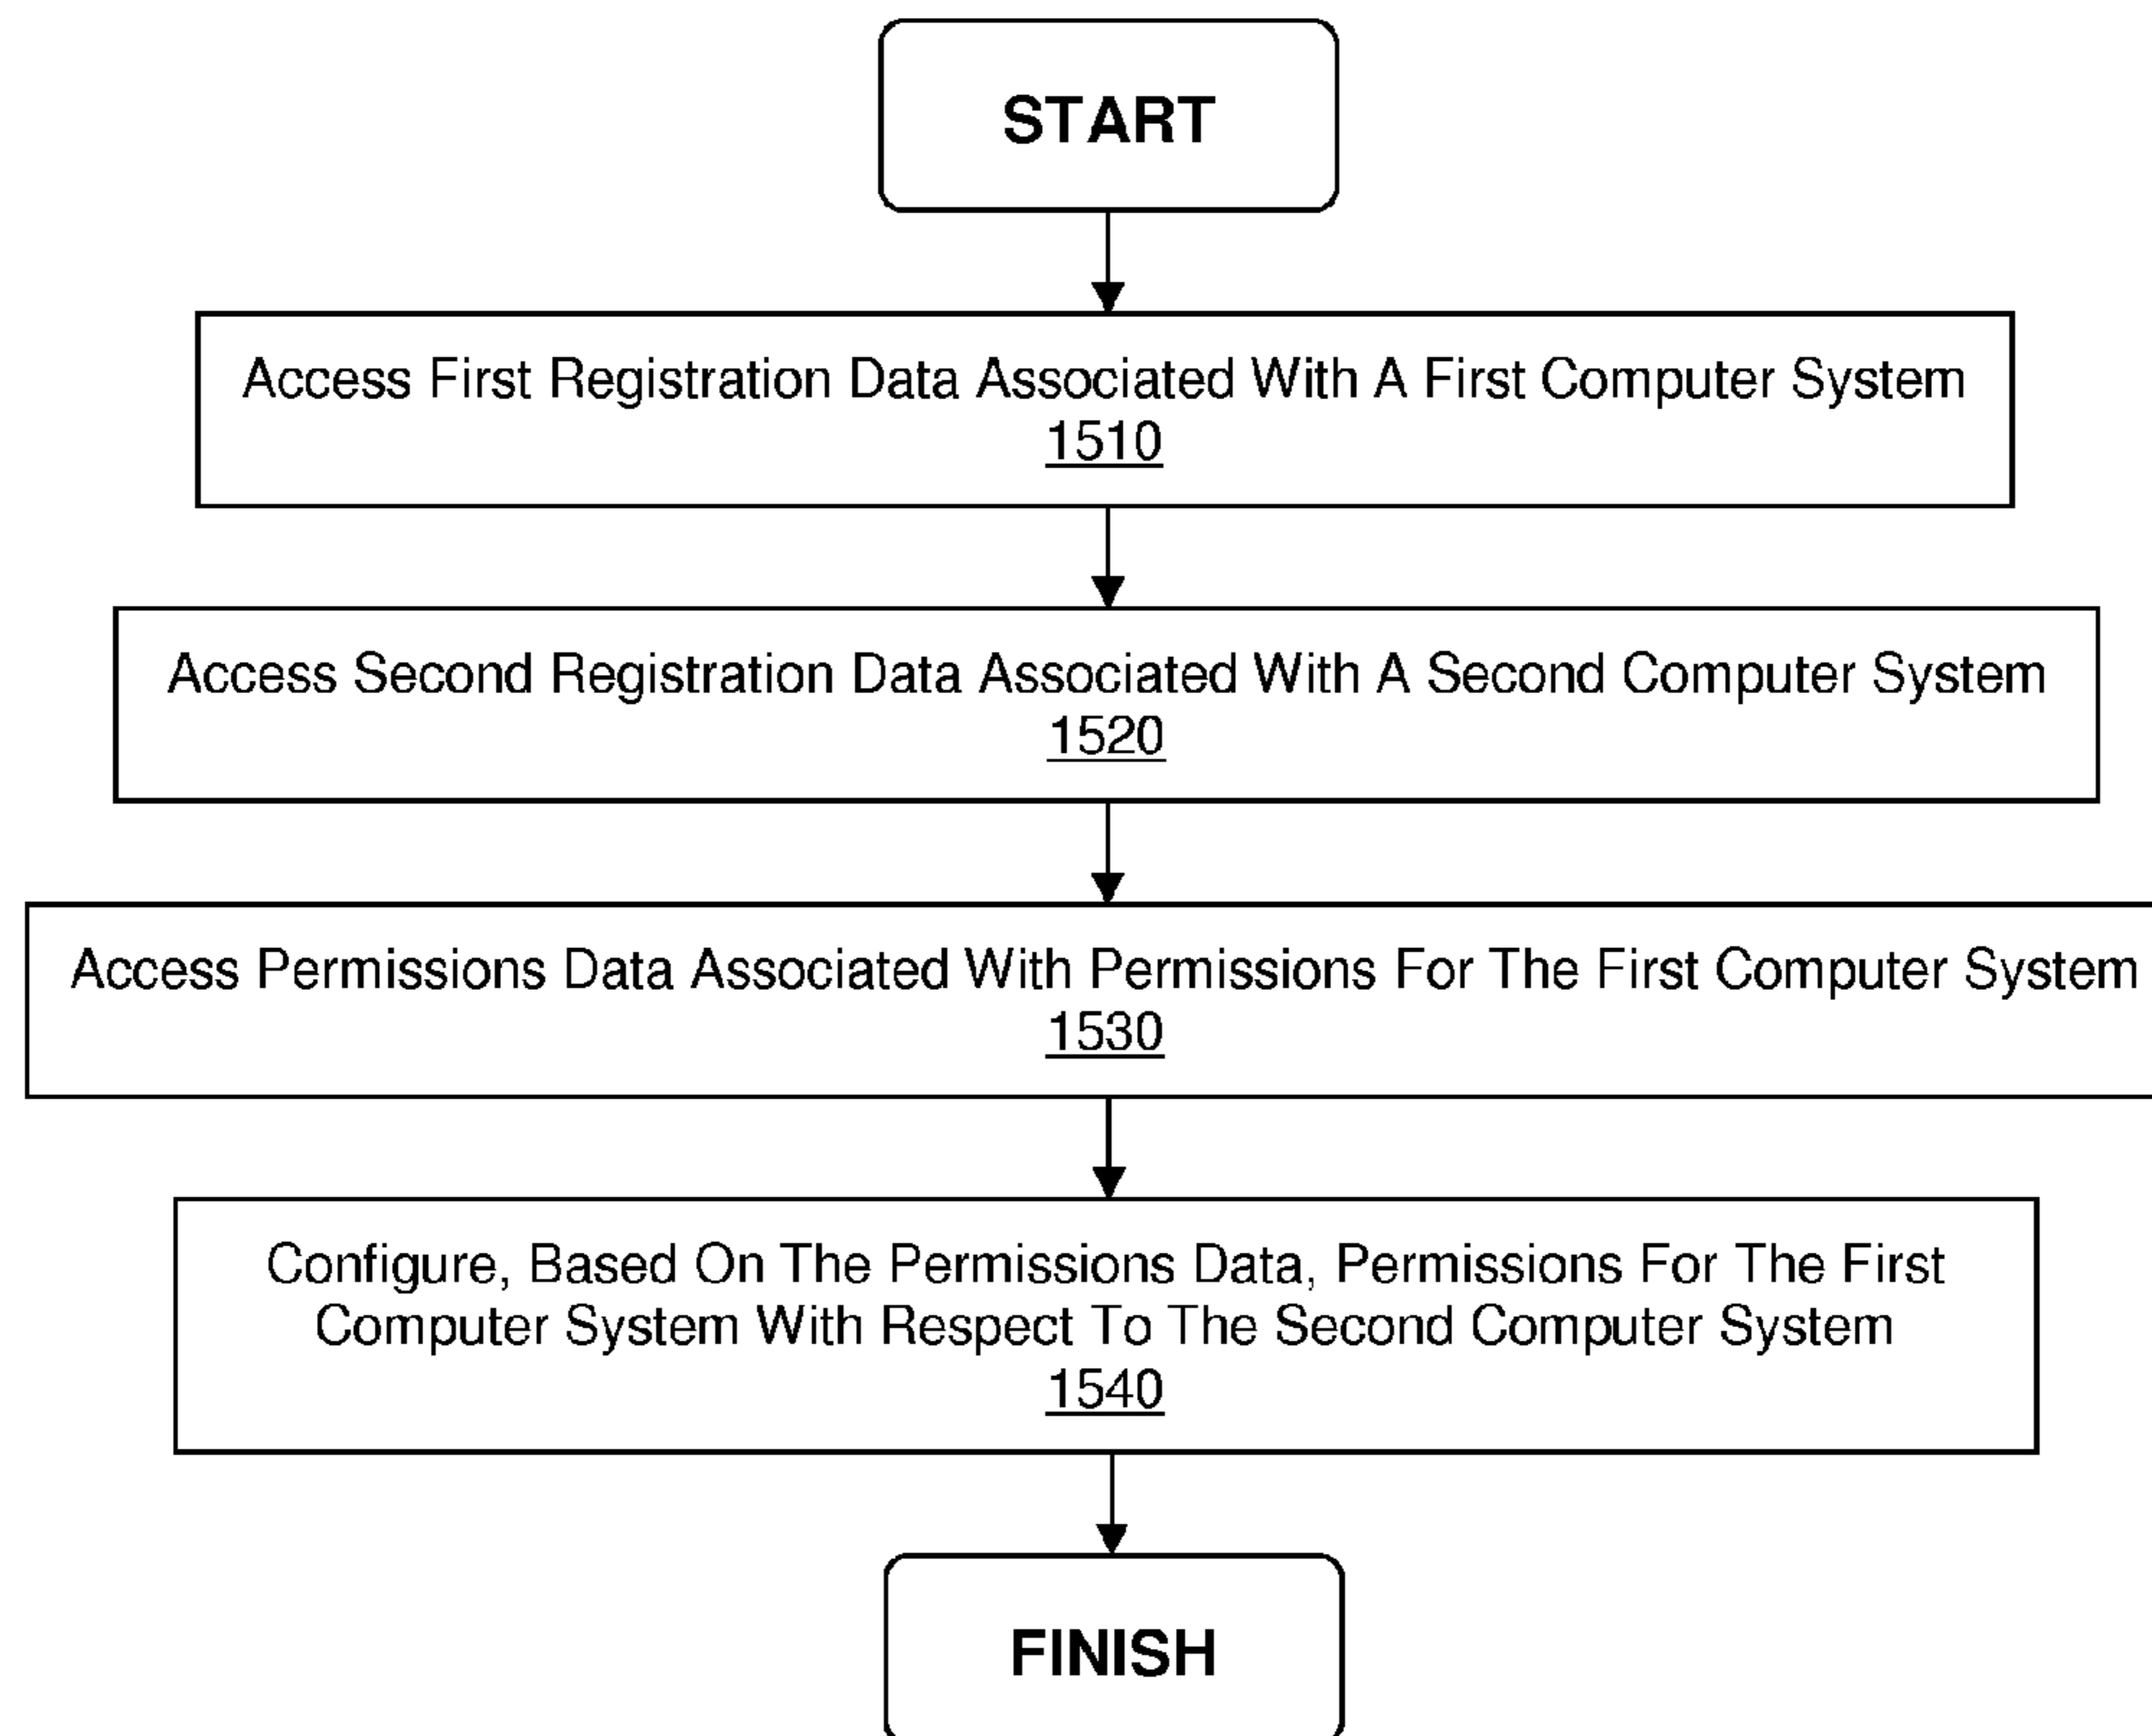 START
Access First Registration Data Associated With A First Computer System
1510
Access Second Registration Data Associated With A Second Computer System
1520
Access Permissions Data Associated With Permissions For The First Computer System
1530
Configure, Based On The Permissions Data, Permissions For The First
Computer System With Respect To The Second Computer System
1540
FINISH